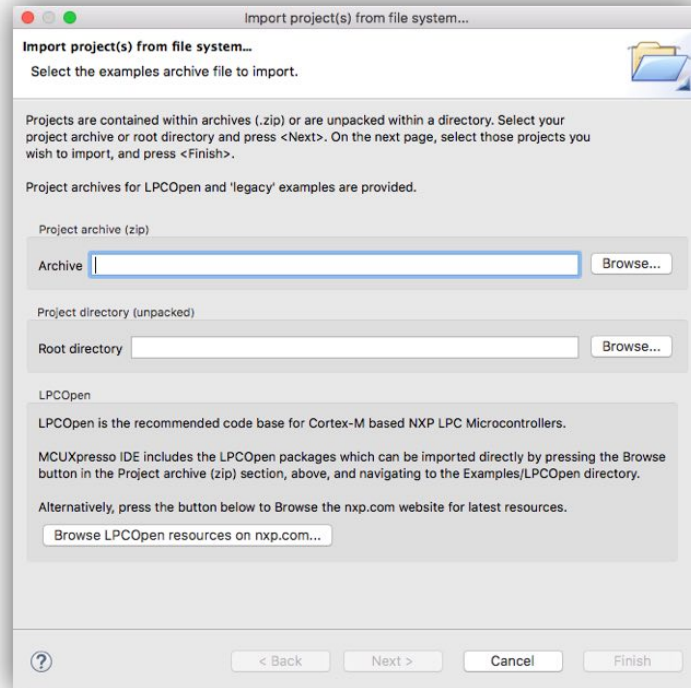 Import project(s) from file system...
Import project(s) from file system...
Select the examples archive file to import.
Projects are contained within archives (.zip) or are unpacked within a directory. Select your
project archive or root directory and press <Next>. On the next page, select those projects you
wish to import, and press <Finish>.
Project archives for LPCOpen and 'legacy' examples are provided.
Project archive (zip)
Archive
Browse...
Project directory (unpacked)
Root directory
Browse...
LPCOpen
LPCOpen is the recommended code base for Cortex-M based NXP LPC Microcontrollers.
MCUXpresso IDE includes the LPCOpen packages which can be imported directly by pressing the Browse
button in the Project archive (zip) section, above, and navigating to the Examples/LPCOpen directory.
Alternatively, press the button below to Browse the nxp.com website for latest resources.
Browse LPCOpen resources on nxp.com...
?
< Back
Next >
Cancel
Finish